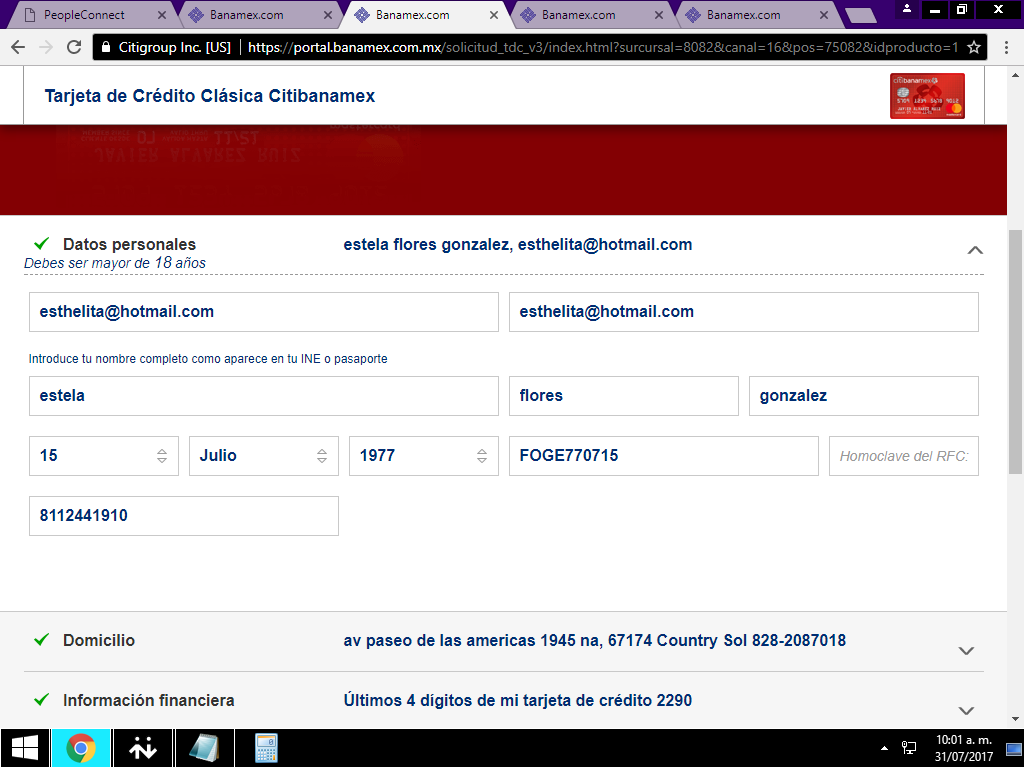 PeopleConnect
Banamex.com
Banamex.com
Banamex.com
Banamex.com
Citigroup Inc. [US] https://portal.banamex.com.mx/solicitud_tdc_v3/index.html?sursursal=8082&canal=16&pos=75082&idproducto=1
Tarjeta de Crédito Clásica Citibanamex
citibanamex
JAVIER ALVAREZ RUIZ
Datos personales estela flores gonzalez, esthelita@hotmail.com
Debes ser mayor de 18 años
esthelita@hotmail.com esthelita@hotmail.com
Introduce tu nombre completo como aparece en tu INE o pasaporte
estela flores gonzalez
15 Julio 1977 FOGE770715 Homoclave del RFC:
8112441910
Domicilio av paseo de las americas 1945 na, 67174 Country Sol 828-2087018
Información financiera Últimos 4 dígitos de mi tarjeta de crédito 2290
10:01 a. m.
31/07/2017